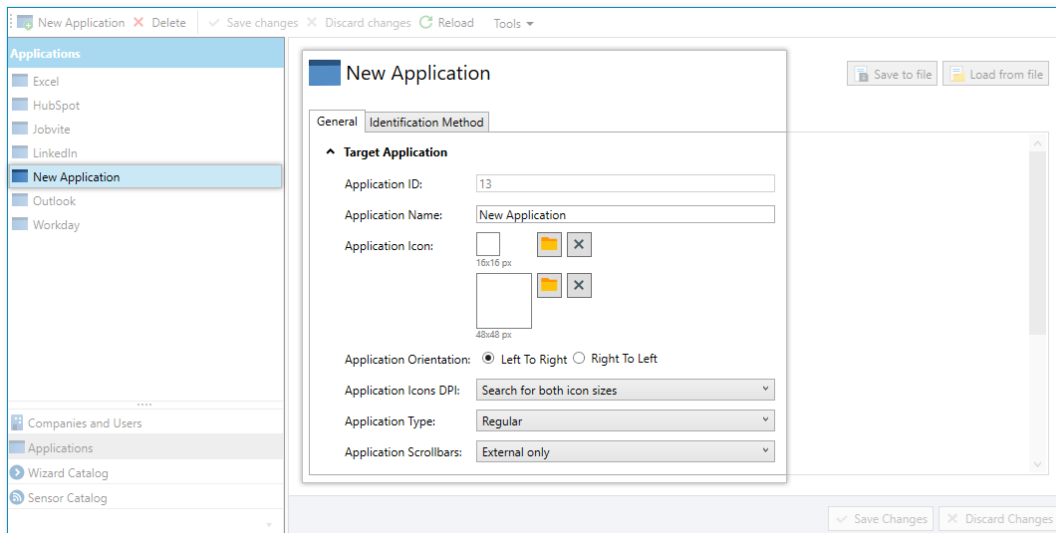 New Application Delete Save changes Discard changes Reload Tools
Applications
Excel
HubSpot
Jobvite
LinkedIn
New Application
Outlook
Workday
Companies and Users
Applications
Wizard Catalog
Sensor Catalog
New Application
Save to file Load from file
General Identification Method
Target Application
Application ID: 13
Application Name: New Application
Application Icon:
16x16 px
48x48 px
Application Orientation: Left To Right Right To Left
Application Icons DPI: Search for both icon sizes
Application Type: Regular
Application Scrollbars: External only
Save Changes Discard Changes